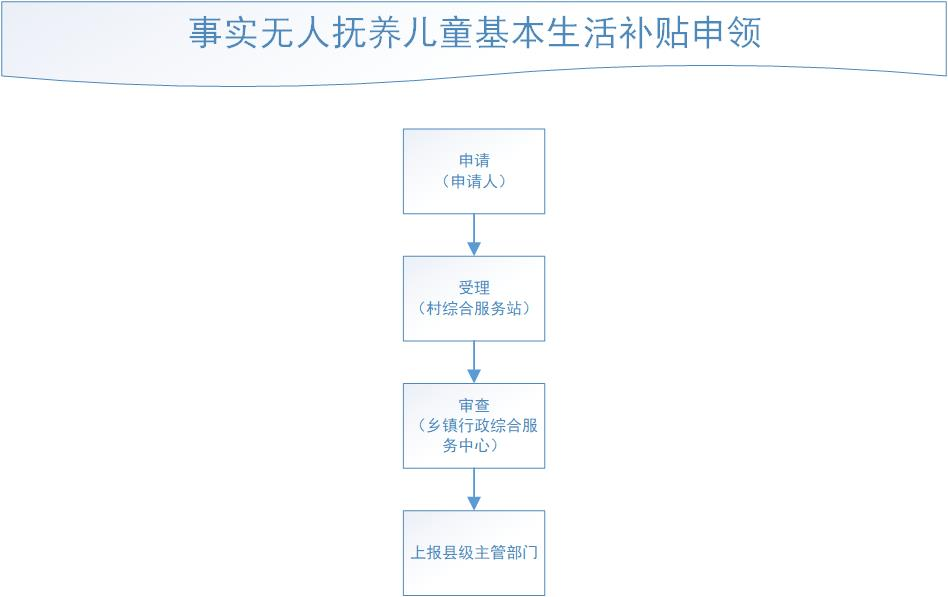 事实无人抚养儿童基本生活补贴申领
申请
（申请人）
受理
（村综合服务站）
审查
（乡镇行政综合服
务中心）
上报县级主管部门